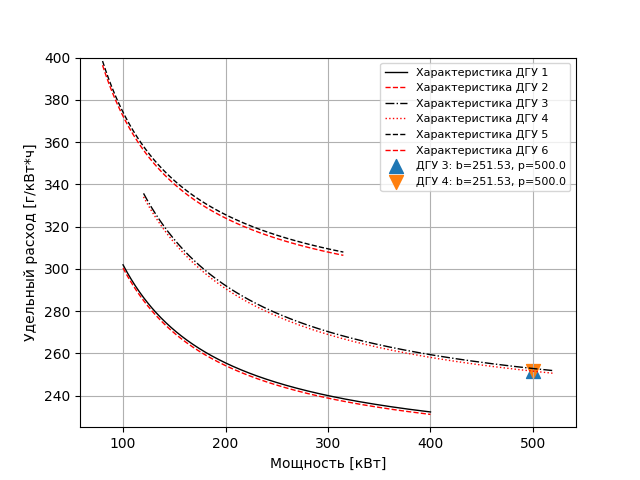 400
380
360
340
320
300
280
260
240
Удельный расход [г/кВт*ч]
Характеристика ДГУ 1
Характеристика ДГУ 2
Характеристика ДГУ 3
Характеристика ДГУ 4
Характеристика ДГУ 5
Характеристика ДГУ 6
ДГУ 3: b=251.53, p=500.0
ДГУ 4: b=251.53, p=500.0
100 200 300 400 500
Мощность [кВт]